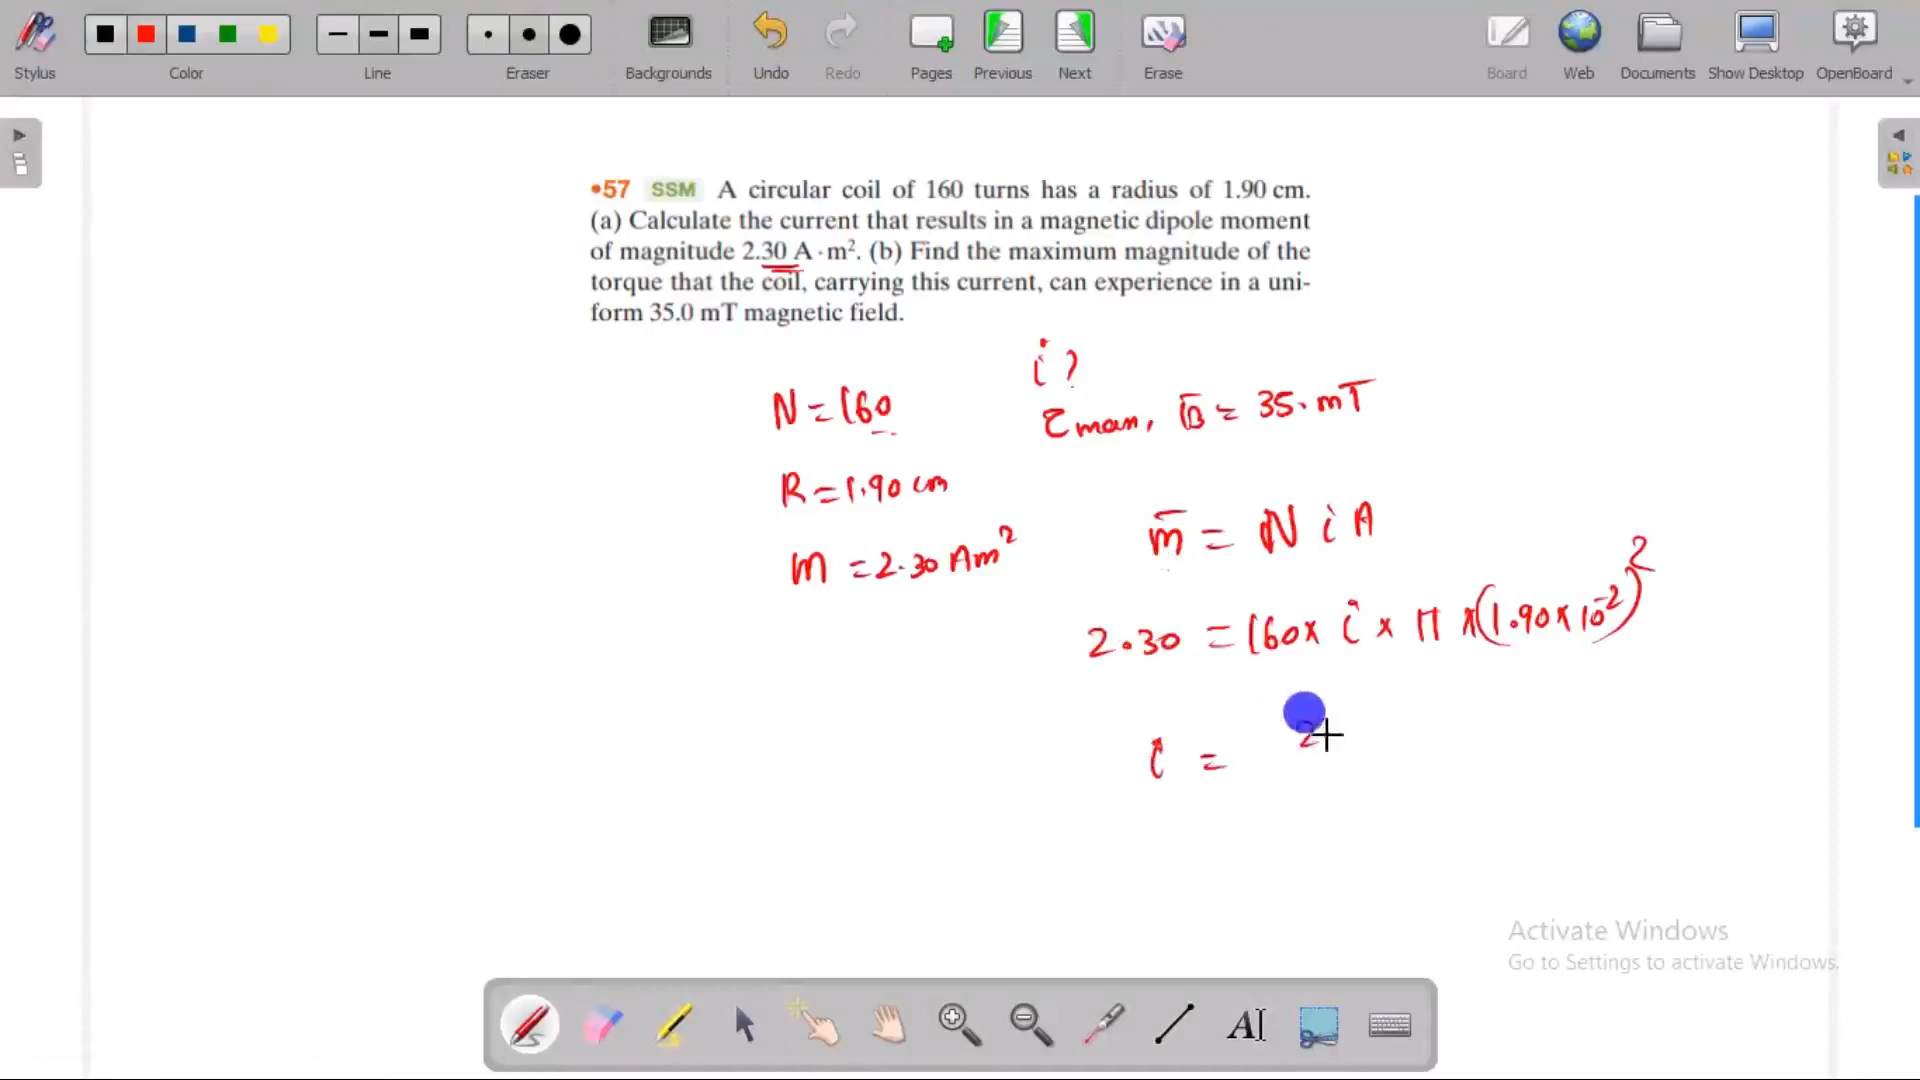 Stylus Color Line Eraser Backgrounds Undo Redo Pages Previous Next Erase Board Web Documents Show Desktop OpenBoard
•57 SSM A circular coil of 160 turns has a radius of 1.90 cm.
(a) Calculate the current that results in a magnetic dipole moment
of magnitude 2.30 A·m². (b) Find the maximum magnitude of the
torque that the coil, carrying this current, can experience in a uni-
form 35.0 mT magnetic field.
i ?
N = 160
τman, B̅ = 35. mT
R = 1.90 cm
m̅ = N i A
m = 2.30 Am²
2.30 = 160 × i × π × (1.90 × 10⁻²)²
i = 2
Activate Windows
Go to Settings to activate Windows.
AI